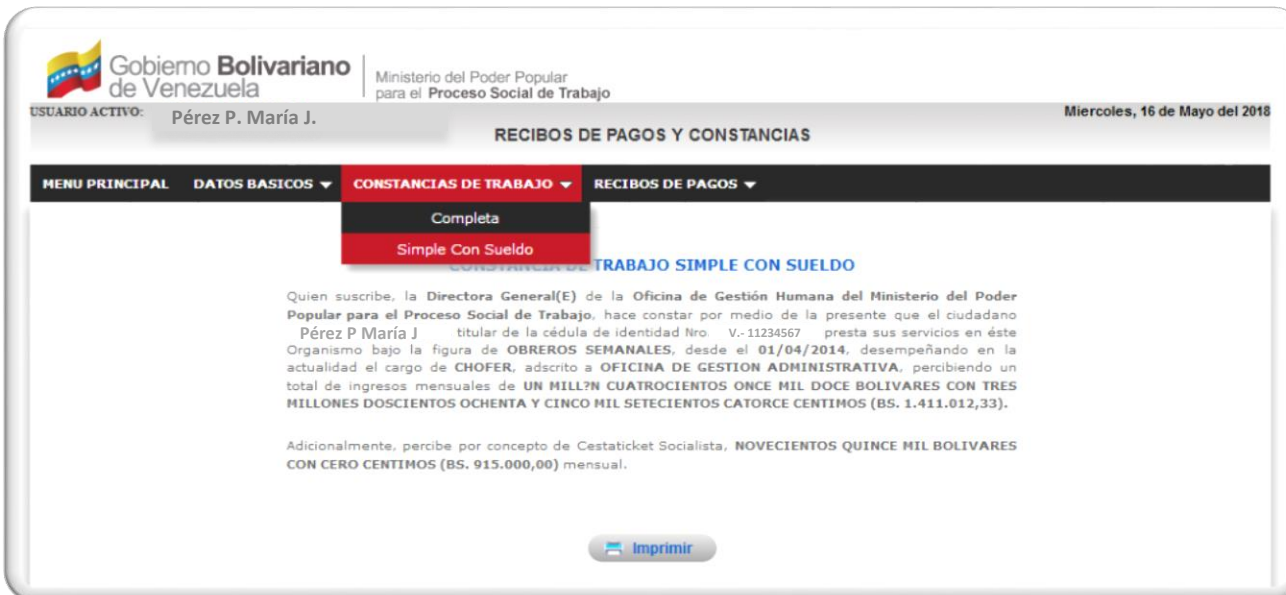 Gobierno Bolivariano
de Venezuela
Ministerio del Poder Popular
para el Proceso Social de Trabajo
USUARIO ACTIVO: Pérez P. María J.
Miercoles, 16 de Mayo del 2018
RECIBOS DE PAGOS Y CONSTANCIAS
MENU PRINCIPAL DATOS BASICOS CONSTANCIAS DE TRABAJO RECIBOS DE PAGOS
Completa
Simple Con Sueldo
CONSTANCIA DE TRABAJO SIMPLE CON SUELDO
Quien suscribe, la Directora General(E) de la Oficina de Gestión Humana del Ministerio del Poder
Popular para el Proceso Social de Trabajo, hace constar por medio de la presente que el ciudadano
Pérez P María J titular de la cédula de identidad Nro. V.- 11234567 presta sus servicios en éste
Organismo bajo la figura de OBREROS SEMANALES, desde el 01/04/2014, desempeñando en la
actualidad el cargo de CHOFER, adscrito a OFICINA DE GESTION ADMINISTRATIVA, percibiendo un
total de ingresos mensuales de UN MILL?N CUATROCIENTOS ONCE MIL DOCE BOLIVARES CON TRES
MILLONES DOSCIENTOS OCHENTA Y CINCO MIL SETECIENTOS CATORCE CENTIMOS (BS. 1.411.012,33).
Adicionalmente, percibe por concepto de Cestaticket Socialista, NOVECIENTOS QUINCE MIL BOLIVARES
CON CERO CENTIMOS (BS. 915.000,00) mensual.
Imprimir